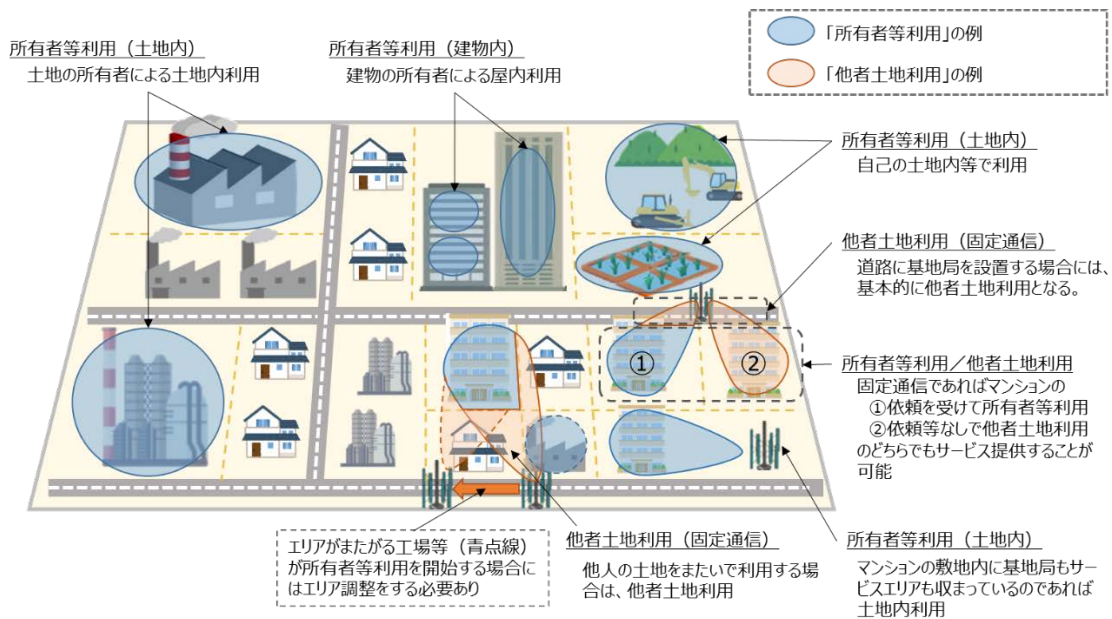 「所有者等利用」の例
「他者土地利用」の例
所有者等利用（土地内）
土地の所有者による土地内利用
所有者等利用（建物内）
建物の所有者による屋内利用
所有者等利用（土地内）
自己の土地内等で利用
他者土地利用（固定通信）
道路に基地局を設置する場合には、
基本的に他者土地利用となる。
①
②
所有者等利用／他者土地利用
固定通信であればマンションの
①依頼を受けて所有者等利用
②依頼等なしで他者土地利用
のどちらでもサービス提供することが
可能
エリアがまたがる工場等（青点線）
が所有者等利用を開始する場合に
はエリア調整をする必要あり
他者土地利用（固定通信）
他人の土地をまたいで利用する場
合は、他者土地利用
所有者等利用（土地内）
マンションの敷地内に基地局もサー
ビスエリアも収まっているのであれば
土地内利用